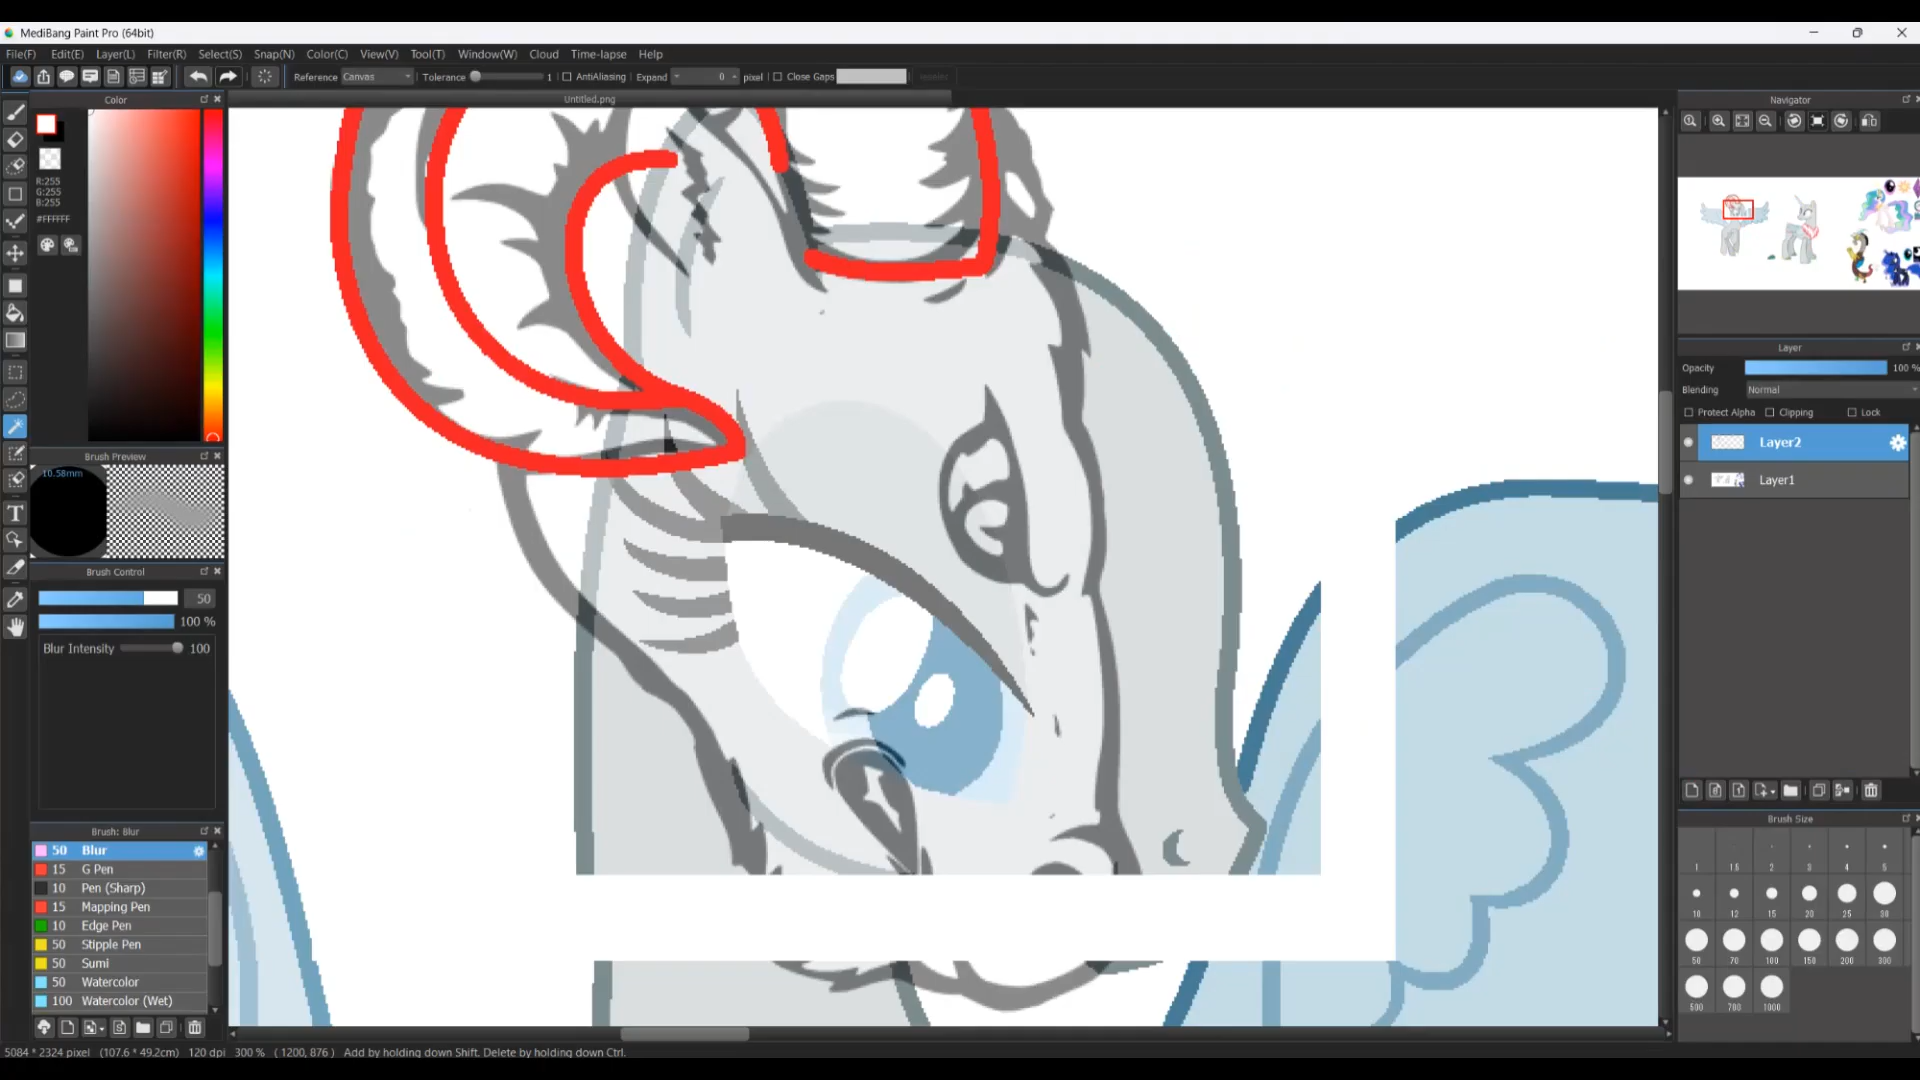 MediBang Paint Pro (64bit)
File(F) Edit(E) Layer(L) Filter(R) Select(S) Snap(N) Color(C) View(V) Tool(T) Window(W) Cloud Time-lapse Help
Reference Canvas Tolerance 1 AntiAliasing Expand 0 pixel Close Gaps
Color
Untitled.png
Navigator
R:255
G:255
B:255
#FFFFFF
Layer
Opacity 100 %
Blending Normal
Protect Alpha Clipping Lock
Layer2
Layer1
Brush Preview
10.58mm
Brush Control
50
100 %
Blur Intensity 100
Brush: Blur
50 Blur
15 G Pen
10 Pen (Sharp)
15 Mapping Pen
10 Edge Pen
50 Stipple Pen
50 Sumi
50 Watercolor
100 Watercolor (Wet)
Brush Size
1 1.5 2 3 4 5
10 12 15 20 25 30
50 70 100 150 200 300
500 700 1000
T
5084 * 2324 pixel (107.6 * 49.2cm) 120 dpi 300 % ( 1200, 876 ) Add by holding down Shift. Delete by holding down Ctrl.